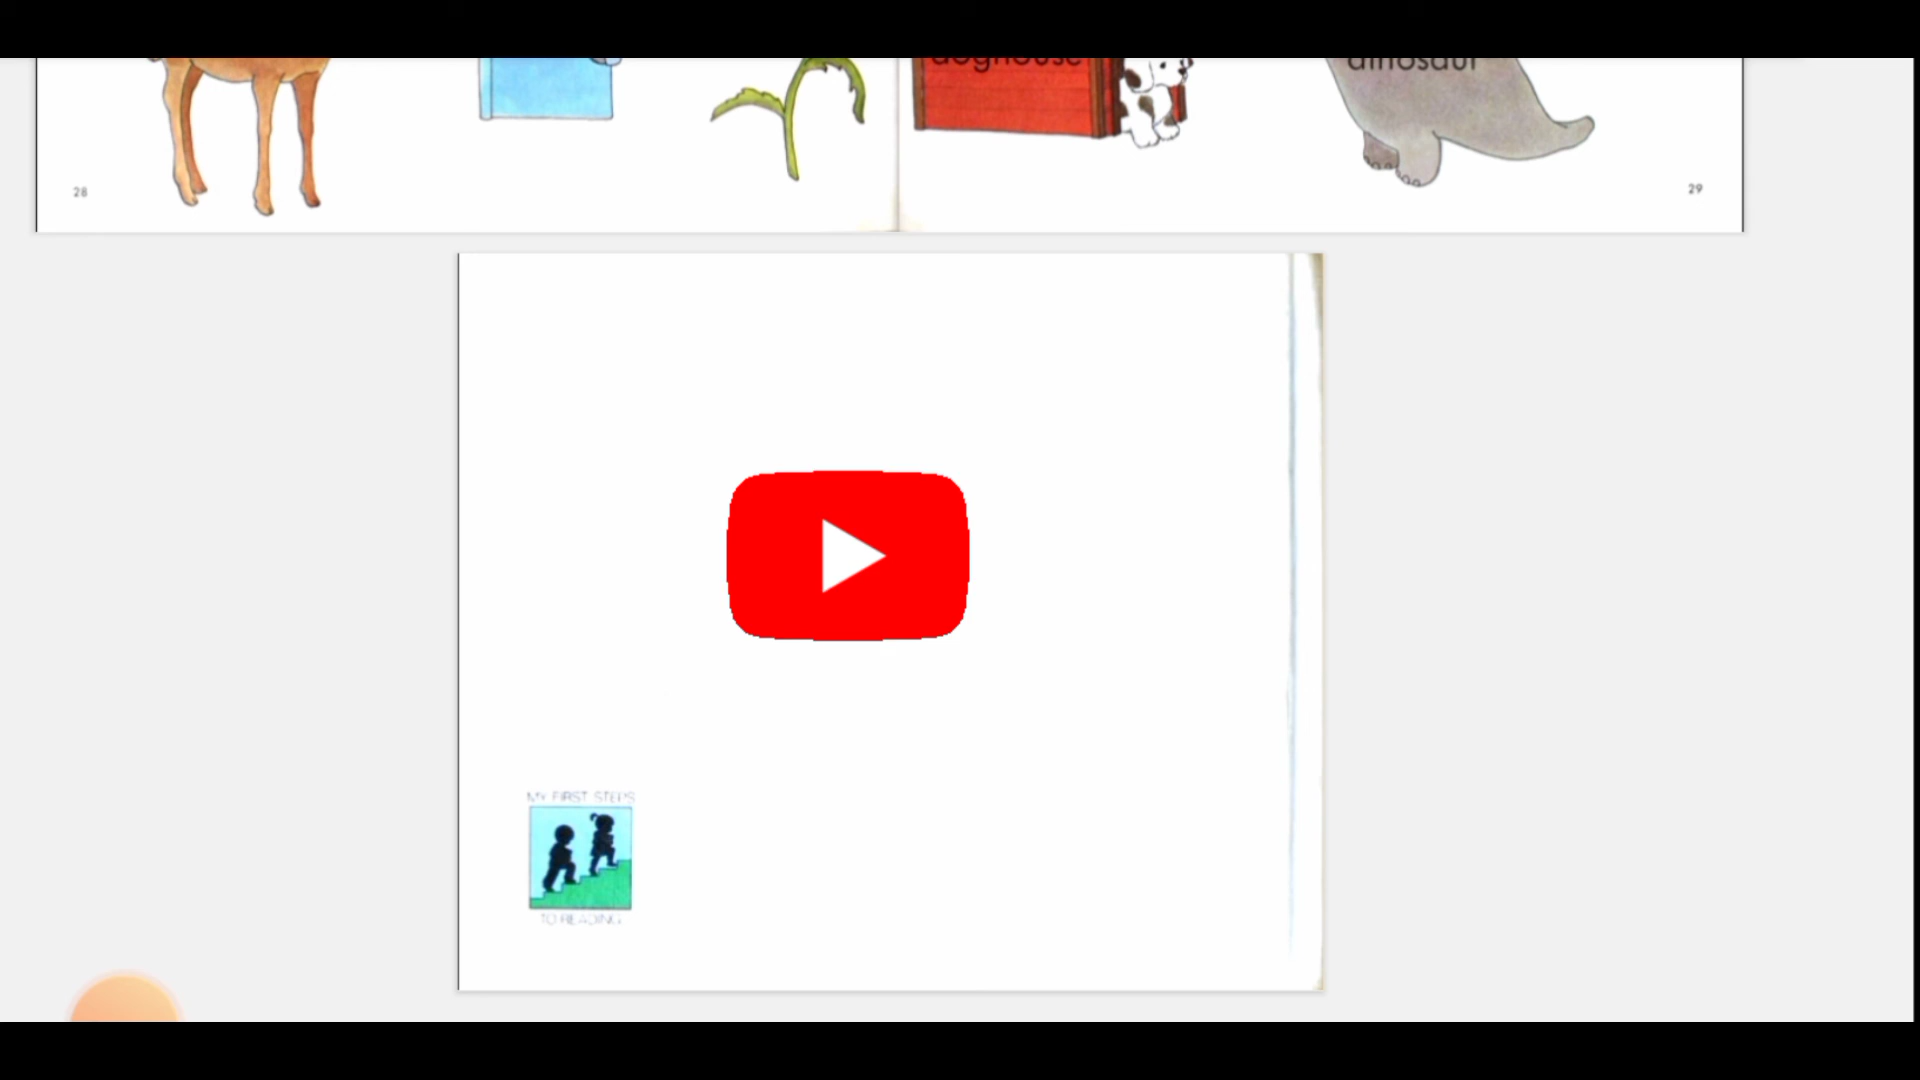 doghouse
dinosaur
28
29
MY FIRST STEPS
TO READING